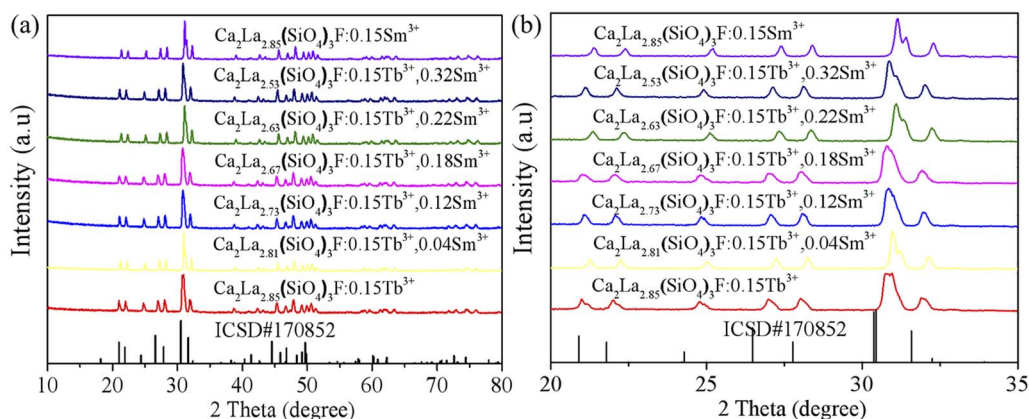 (a)
Intensity (a.u)
Ca₂La₂.₈₅(SiO₄)₃F:0.15Sm³⁺
Ca₂La₂.₅₃(SiO₄)₃F:0.15Tb³⁺,0.32Sm³⁺
Ca₂La₂.₆₃(SiO₄)₃F:0.15Tb³⁺,0.22Sm³⁺
Ca₂La₂.₆₇(SiO₄)₃F:0.15Tb³⁺,0.18Sm³⁺
Ca₂La₂.₇₃(SiO₄)₃F:0.15Tb³⁺,0.12Sm³⁺
Ca₂La₂.₈₁(SiO₄)₃F:0.15Tb³⁺,0.04Sm³⁺
Ca₂La₂.₈₅(SiO₄)₃F:0.15Tb³⁺
ICSD#170852
10 20 30 40 50 60 70 80
2 Theta (degree)
(b)
Intensity (a.u)
Ca₂La₂.₈₅(SiO₄)₃F:0.15Sm³⁺
Ca₂La₂.₅₃(SiO₄)₃F:0.15Tb³⁺,0.32Sm³⁺
Ca₂La₂.₆₃(SiO₄)₃F:0.15Tb³⁺,0.22Sm³⁺
Ca₂La₂.₆₇(SiO₄)₃F:0.15Tb³⁺,0.18Sm³⁺
Ca₂La₂.₇₃(SiO₄)₃F:0.15Tb³⁺,0.12Sm³⁺
Ca₂La₂.₈₁(SiO₄)₃F:0.15Tb³⁺,0.04Sm³⁺
Ca₂La₂.₈₅(SiO₄)₃F:0.15Tb³⁺
ICSD#170852
20 25 30 35
2 Theta (degree)